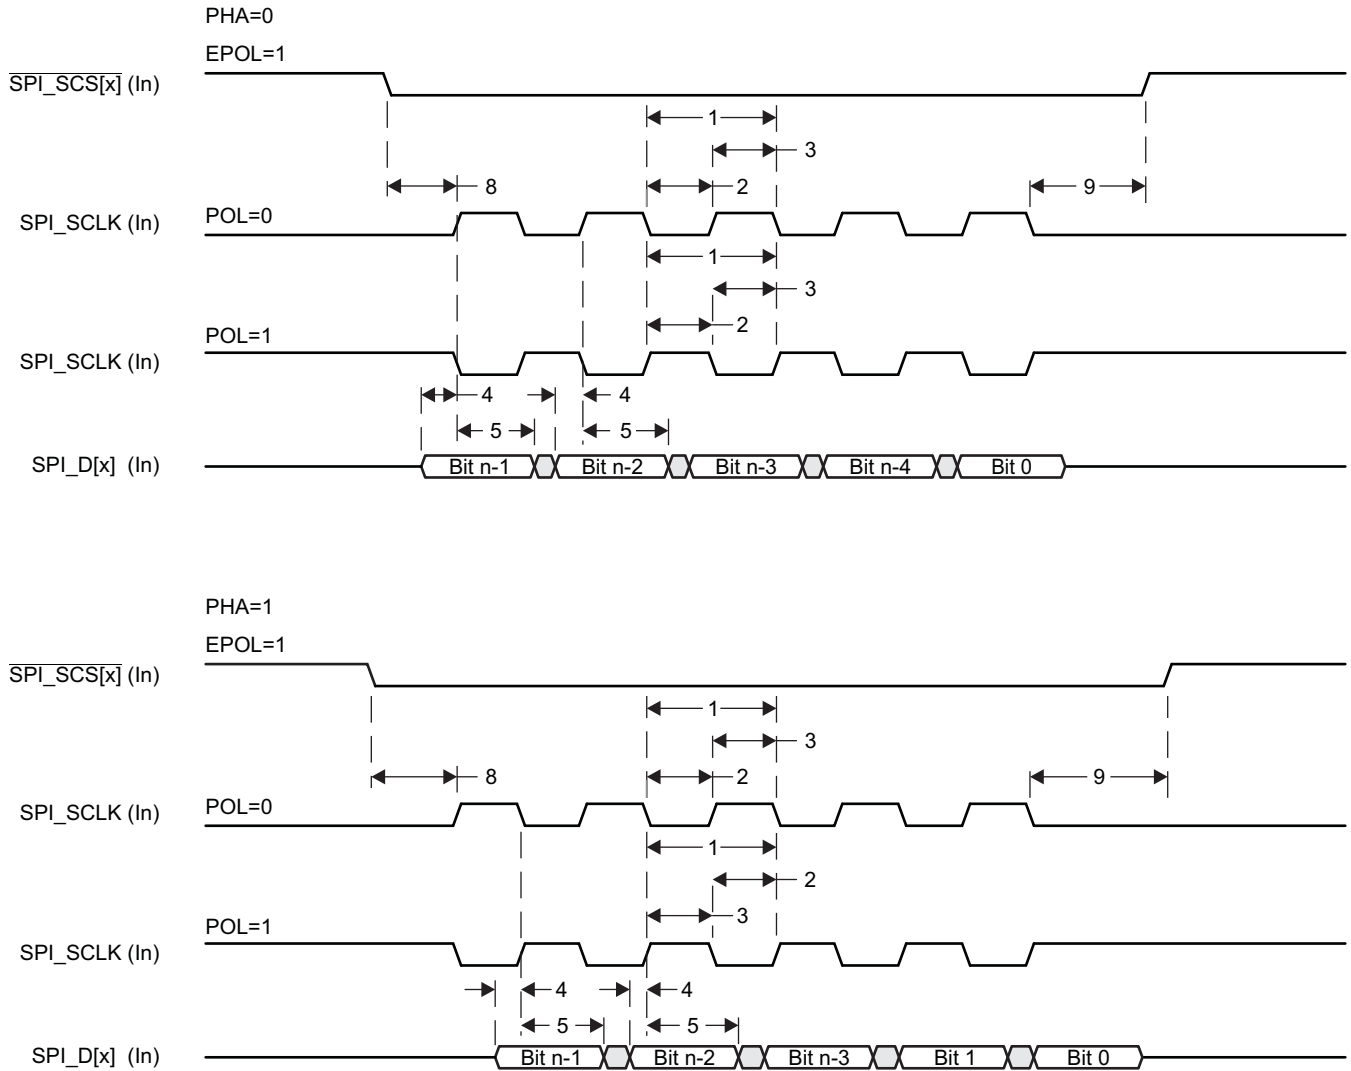 PHA=0
EPOL=1
SPI_SCS[x] (In)
1
3
8
2
9
POL=0
SPI_SCLK (In)
1
3
2
POL=1
SPI_SCLK (In)
4
4
5
5
SPI_D[x] (In)
Bit n-1
Bit n-2
Bit n-3
Bit n-4
Bit 0
PHA=1
EPOL=1
SPI_SCS[x] (In)
1
3
8
2
9
POL=0
SPI_SCLK (In)
1
2
3
POL=1
SPI_SCLK (In)
4
4
5
5
SPI_D[x] (In)
Bit n-1
Bit n-2
Bit n-3
Bit 1
Bit 0